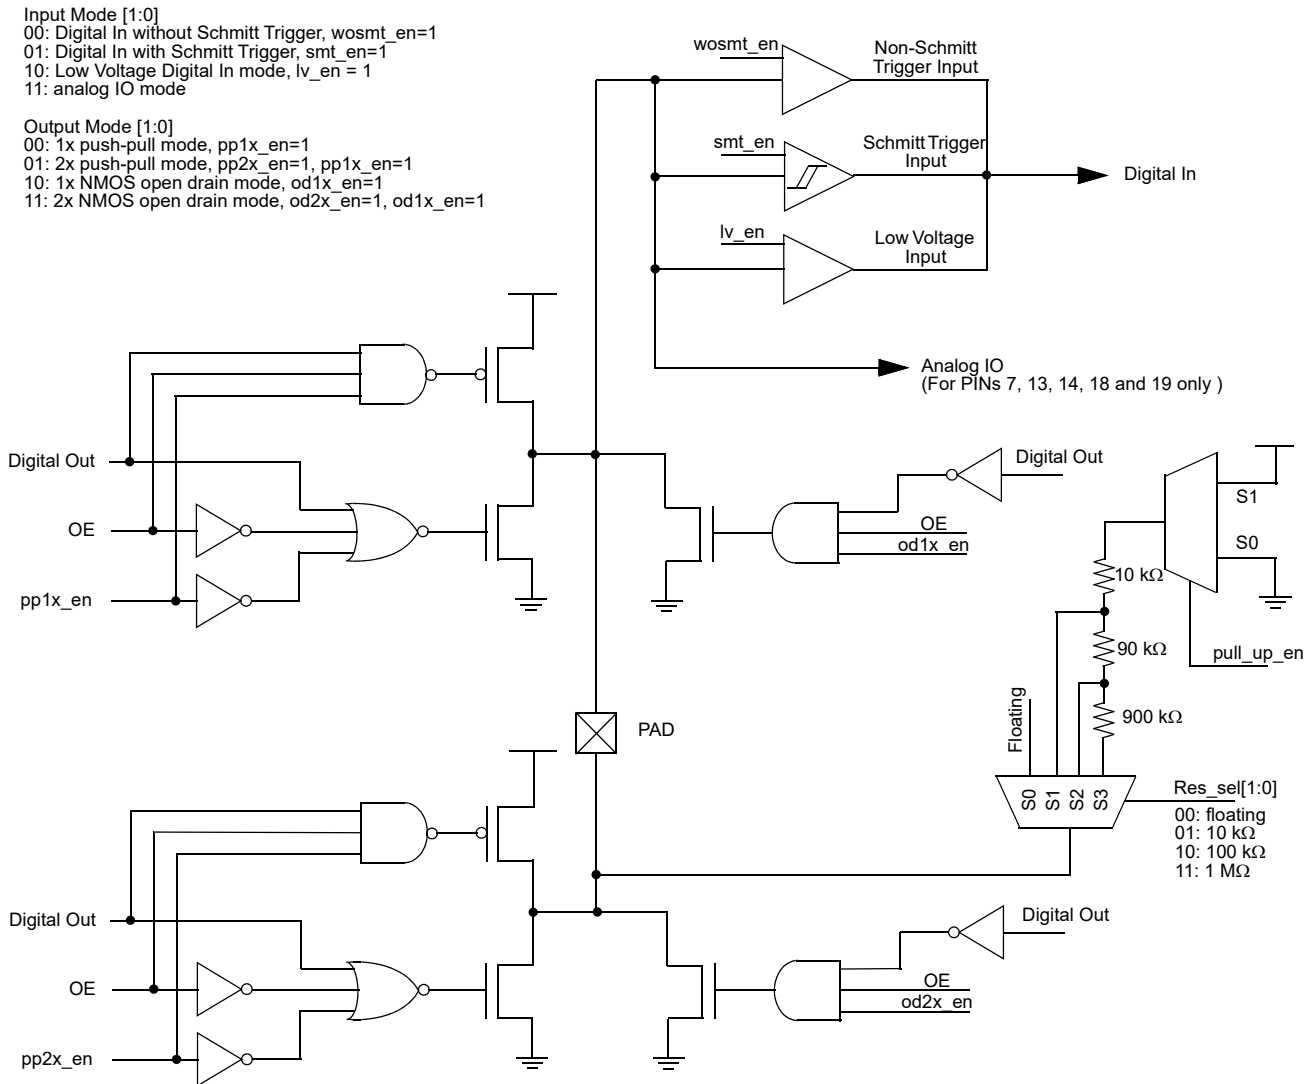 Input Mode [1:0]
00: Digital In without Schmitt Trigger, wosmt_en=1
01: Digital In with Schmitt Trigger, smt_en=1
10: Low Voltage Digital In mode, lv_en = 1
11: analog IO mode
Output Mode [1:0]
00: 1x push-pull mode, pp1x_en=1
01: 2x push-pull mode, pp2x_en=1, pp1x_en=1
10: 1x NMOS open drain mode, od1x_en=1
11: 2x NMOS open drain mode, od2x_en=1, od1x_en=1
wosmt_en
Non-Schmitt
Trigger Input
smt_en
Schmitt Trigger
Input
Digital In
lv_en
Low Voltage
Input
Analog IO
(For PINs 7, 13, 14, 18 and 19 only )
Digital Out
OE
pp1x_en
Digital Out
OE
od1x_en
S1
S0
10 kΩ
90 kΩ
pull_up_en
900 kΩ
Floating
S0
S1
S2
S3
Res_sel[1:0]
00: floating
01: 10 kΩ
10: 100 kΩ
11: 1 MΩ
PAD
Digital Out
OE
pp2x_en
Digital Out
OE
od2x_en